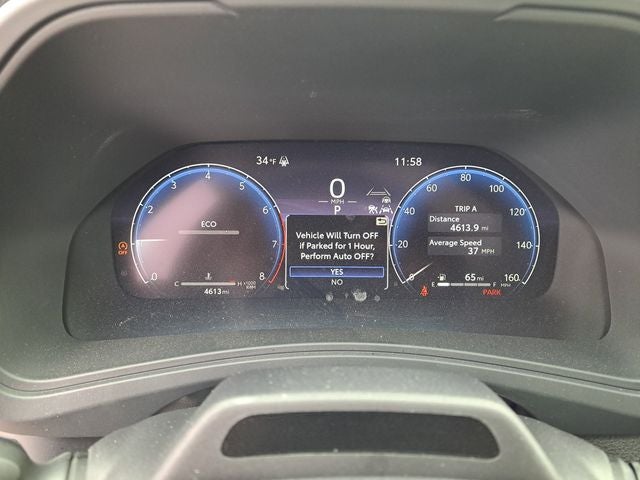 34°F
11:58
0
MPH
P
ECO
0
2
3
4
5
6
7
8
x1000
A
OFF
C
H
4613 mi
Vehicle Will Turn OFF
if Parked for 1 Hour,
Perform Auto OFF?
YES
NO
0
20
40
60
80
100
120
140
160
MPH
TRIP A
Distance
4613.9 mi
Average Speed
37 MPH
65 mi
E
F
PARK